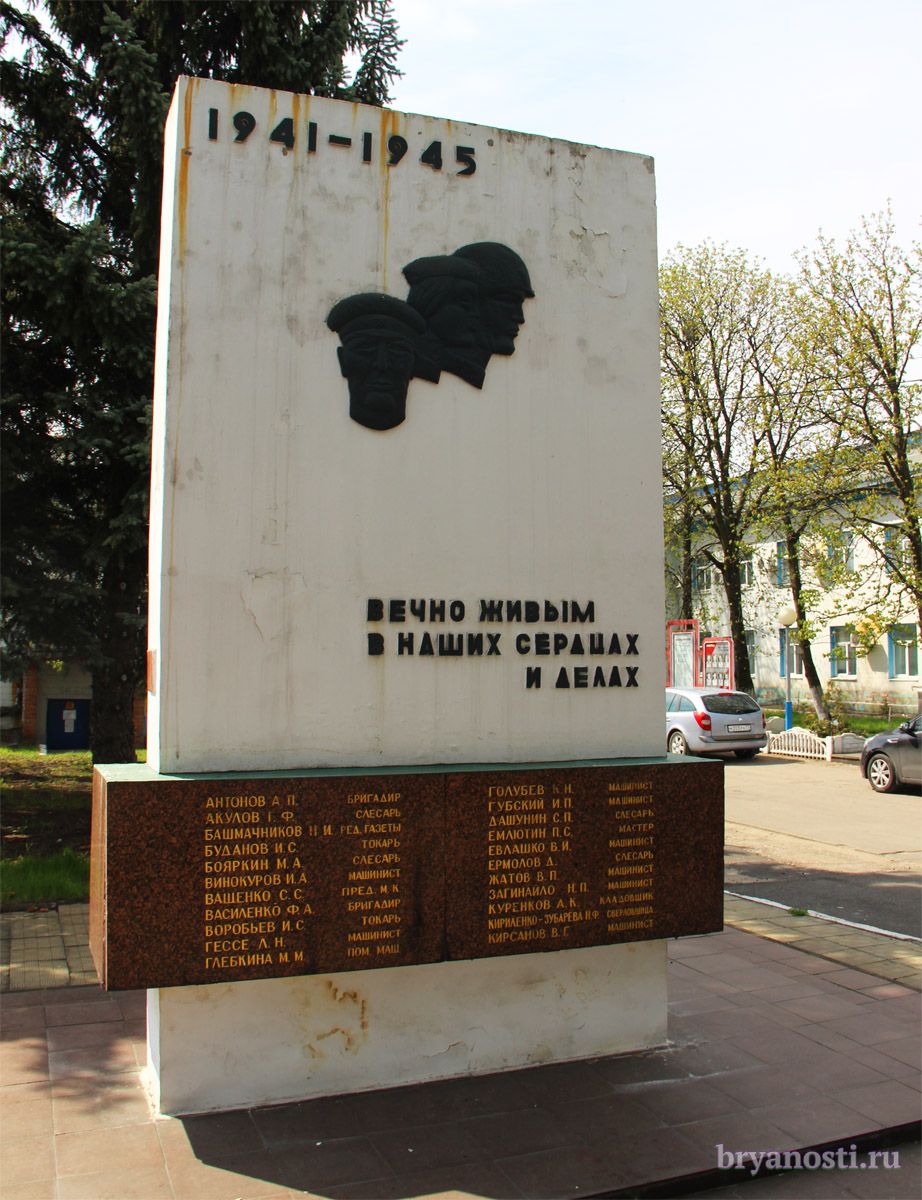 1941-1945
ВЕЧНО ЖИВЫМ
В НАШИХ СЕРДЦАХ
И ДЕЛАХ
АНТОНОВ А.П. БРИГАДИР
АКУЛОВ І.Ф. СЛЕСАРЬ
БАШМАЧНИКОВ Н И. РЕД. ГАЗЕТЫ
БУДАНОВ И.С. ТОКАРЬ
БОЯРКИН М.А. СЛЕСАРЬ
ВИНОКУРОВ И.А МАШИНИСТ
ВАЩЕНКО С.С. ПРЕД. М.К.
ВАСИЛЕНКО Ф.А. БРИГАДИР
ВОРОБЬЕВ И.С. ТОКАРЬ
ГЕССЕ Л.Н. МАШИНИСТ
ГЛЕБКИНА М.М. ПОМ. МАШ
ГОЛУБЕВ К.Н. МАШИНИСТ
ГУБСКИЙ И.П. МАШИНИСТ
ДАШУНИН С.П. СЛЕСАРЬ
ЕМЛЮТИН П.С. МАСТЕР
ЕВЛАШКО В.И. МАШИНИСТ
ЕРМОЛОВ Д. СЛЕСАРЬ
ЖАТОВ В.П. МАШИНИСТ
ЗАГИНАЙЛО Н.П. МАШИНИСТ
КУРЕНКОВ А.К. КЛАДОВЩИК
КИРИЛЕНКО-ЗУБАРЕВА Н.Ф СВЕРЛОВЩИЦА
КИРСАНОВ В.Г. МАШИНИСТ
bryanosti.ru